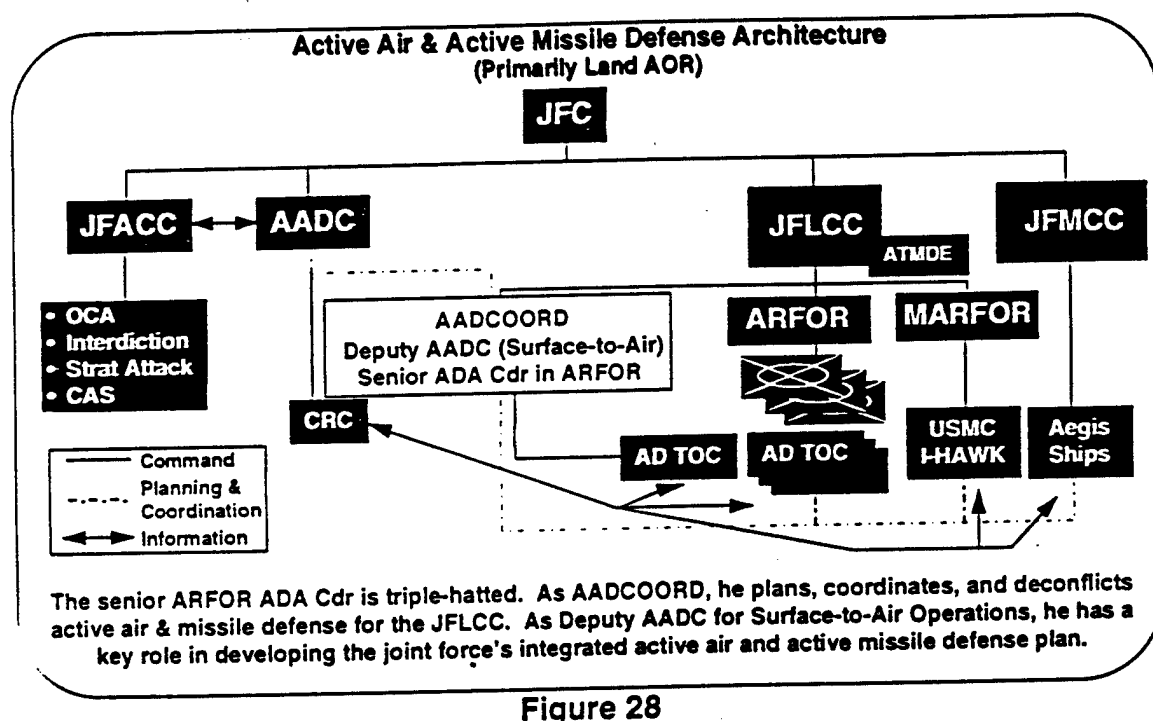 Active Air & Active Missile Defense Architecture
(Primarily Land AOR)
JFC
JFACC
AADC
JFLCC
JFMCC
ATMDE
• OCA
• Interdiction
• Strat Attack
• CAS
AADCOORD
Deputy AADC (Surface-to-Air)
Senior ADA Cdr in ARFOR
ARFOR
MARFOR
CRC
AD TOC
AD TOC
USMC
I-HAWK
Aegis
Ships
Command
Planning &
Coordination
Information
The senior ARFOR ADA Cdr is triple-hatted. As AADCOORD, he plans, coordinates, and deconflicts
active air & missile defense for the JFLCC. As Deputy AADC for Surface-to-Air Operations, he has a
key role in developing the joint force's integrated active air and active missile defense plan.
Figure 28